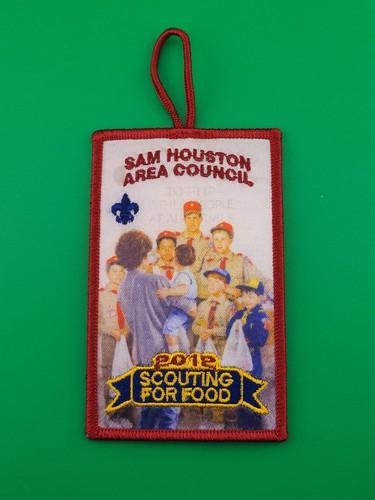 SAM HOUSTON
AREA COUNCIL
2012
SCOUTING
FOR FOOD